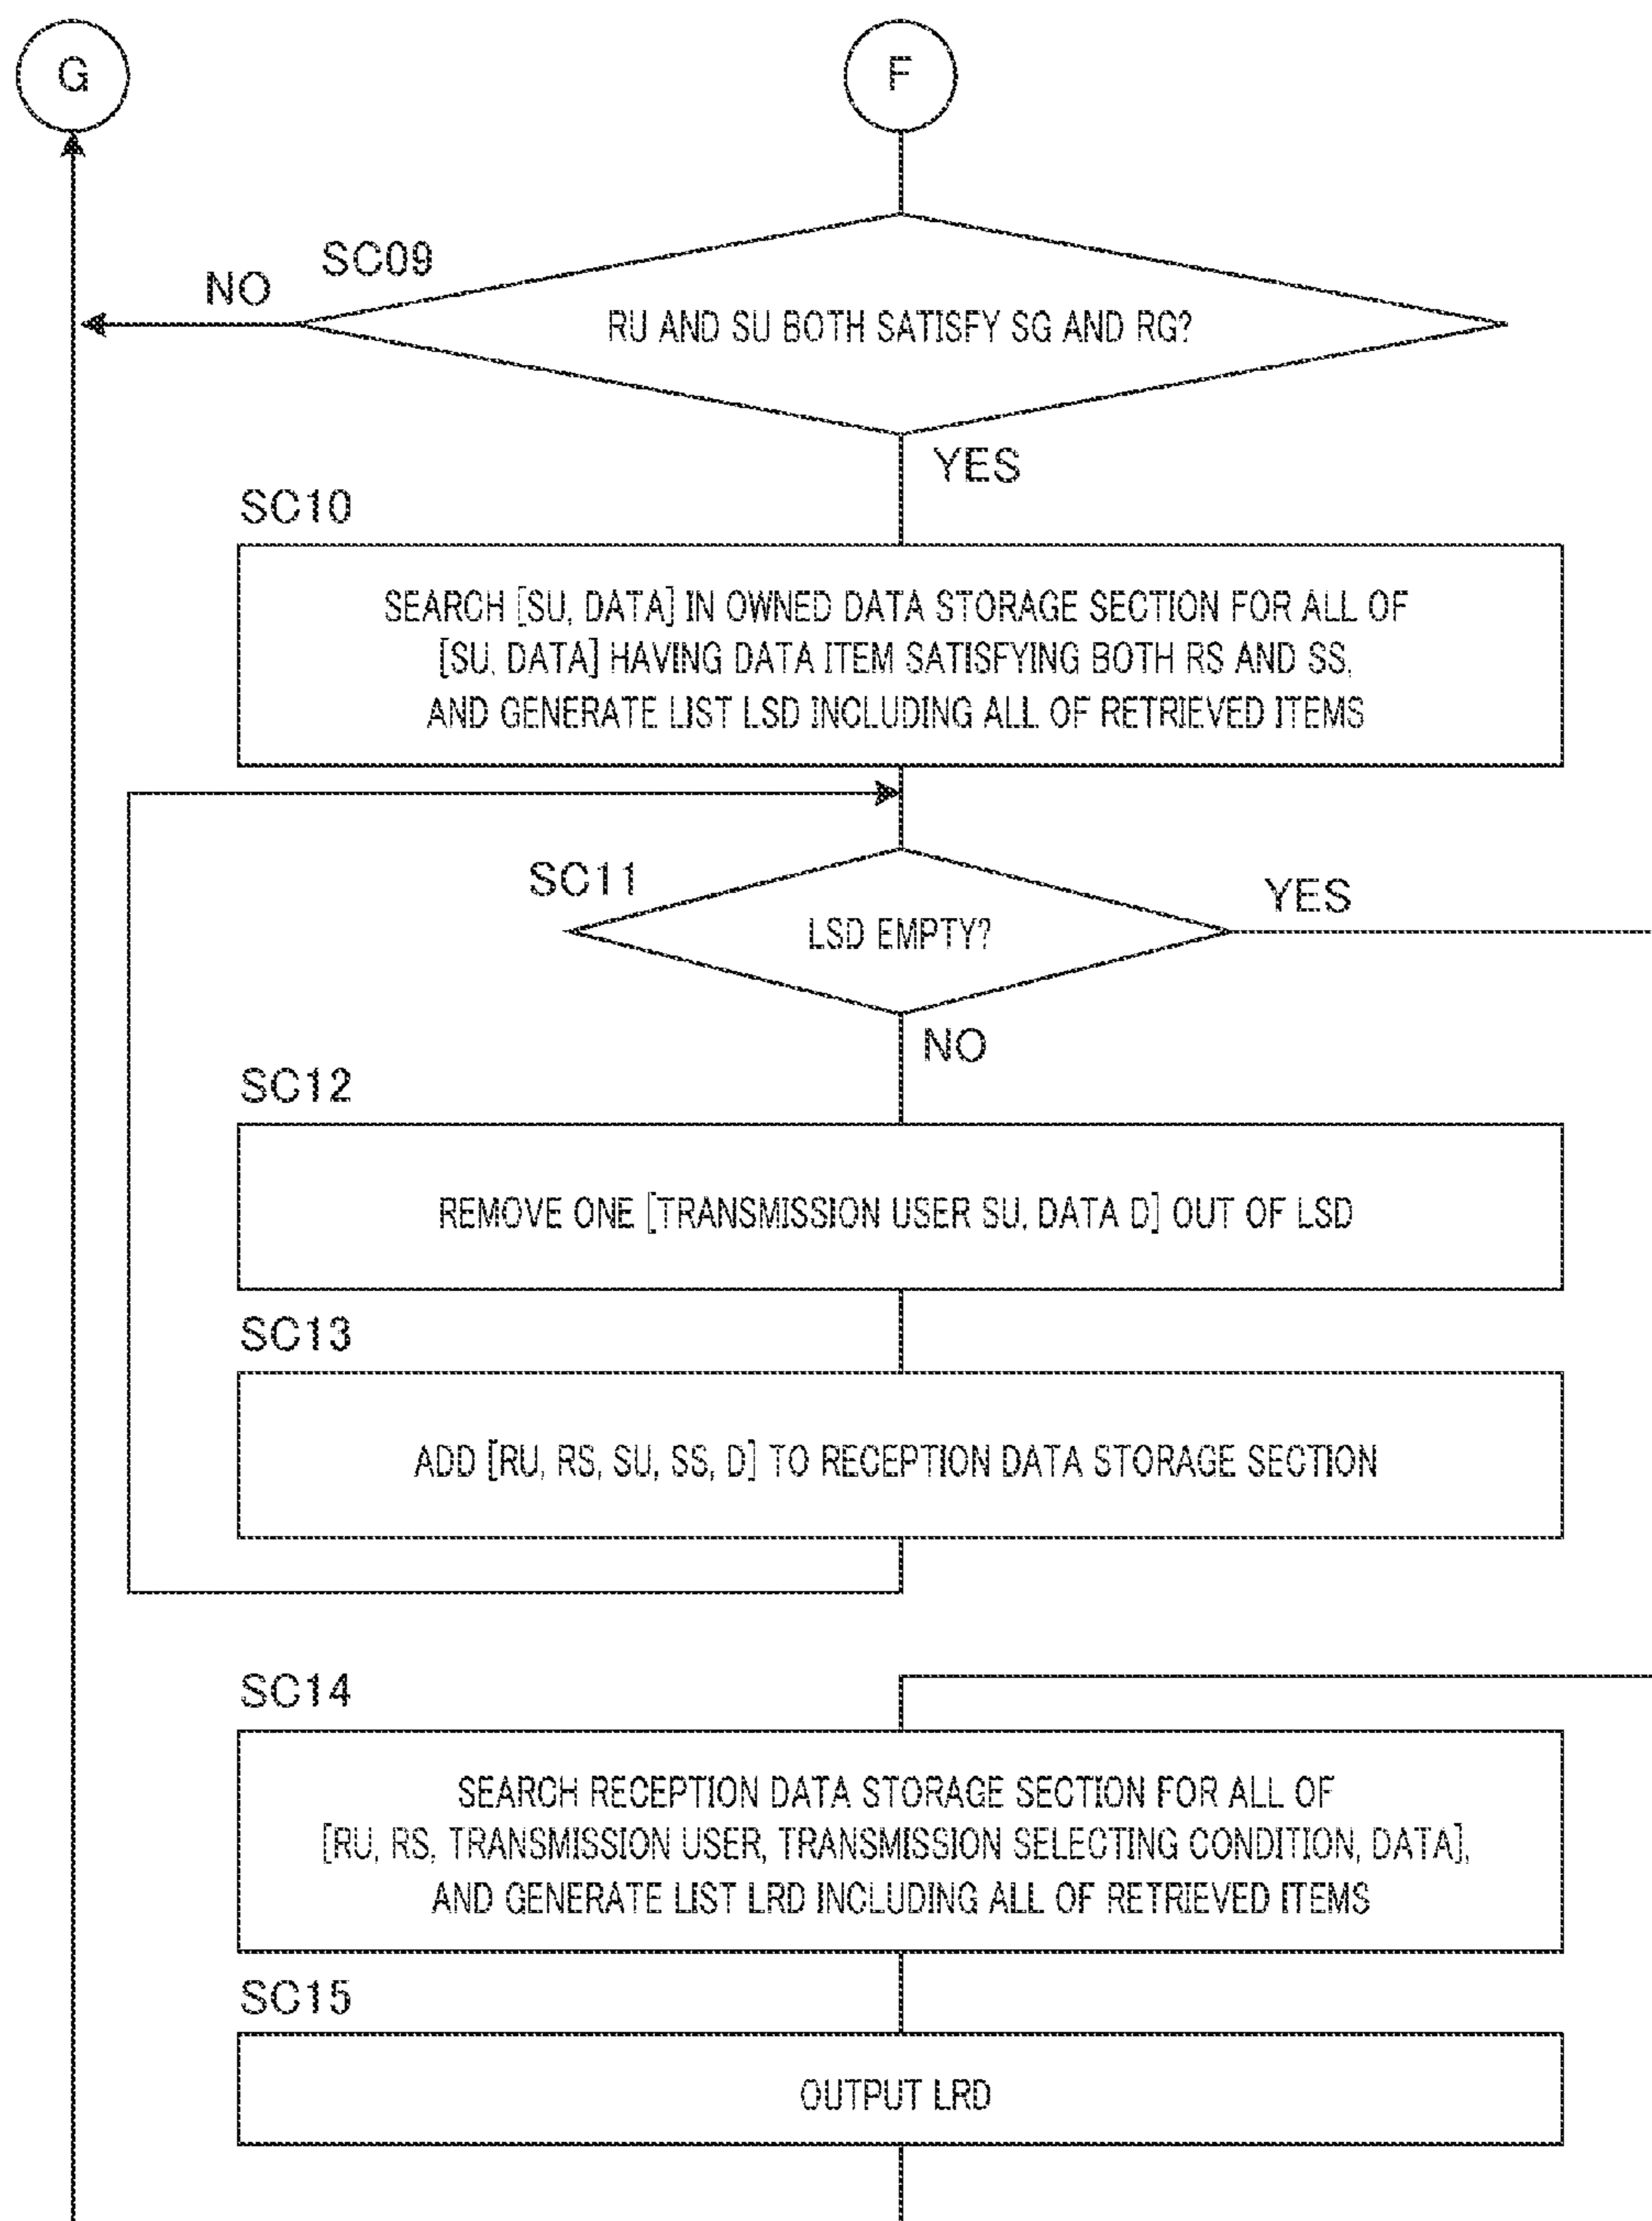 G
F
SC09
NO
RU AND SU BOTH SATISFY SG AND RG?
YES
SC10
SEARCH [SU, DATA] IN OWNED DATA STORAGE SECTION FOR ALL OF
[SU, DATA] HAVING DATA ITEM SATISFYING BOTH RS AND SS,
AND GENERATE LIST LSD INCLUDING ALL OF RETRIEVED ITEMS
SC11
YES
LSD EMPTY?
NO
SC12
REMOVE ONE [TRANSMISSION USER SU, DATA D] OUT OF LSD
SC13
ADD [RU, RS, SU, SS, D] TO RECEPTION DATA STORAGE SECTION
SC14
SEARCH RECEPTION DATA STORAGE SECTION FOR ALL OF
[RU, RS, TRANSMISSION USER, TRANSMISSION SELECTING CONDITION, DATA],
AND GENERATE LIST LRD INCLUDING ALL OF RETRIEVED ITEMS
SC15
OUTPUT LRD